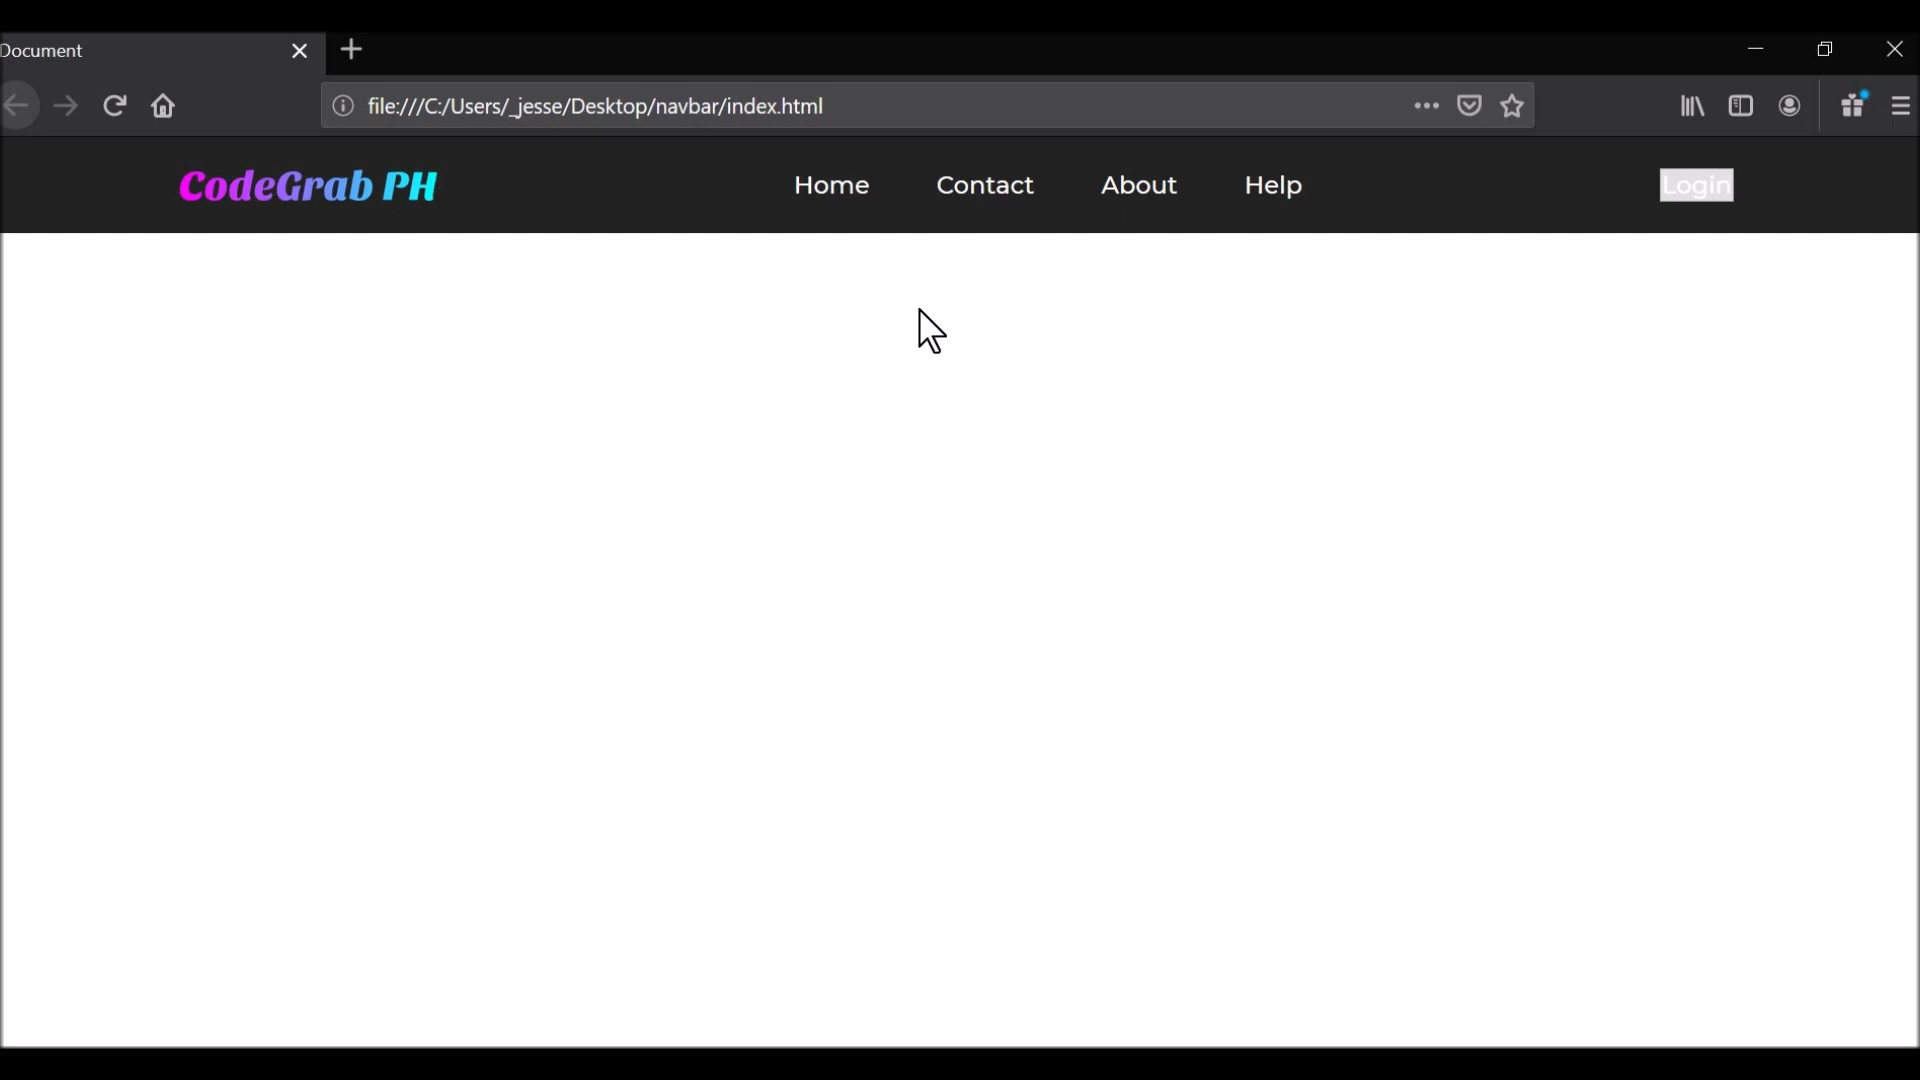 Document
file:///C:/Users/_jesse/Desktop/navbar/index.html
CodeGrab PH Home Contact About Help Login